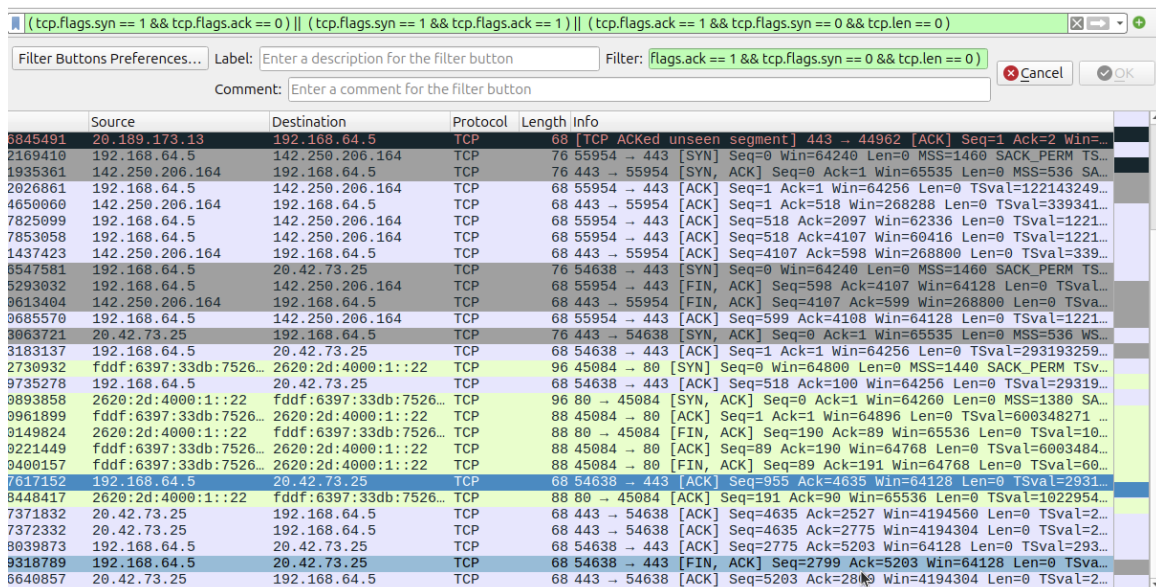 ( tcp.flags.syn == 1 && tcp.flags.ack == 0 ) || ( tcp.flags.syn == 1 && tcp.flags.ack == 1 ) || ( tcp.flags.ack == 1 && tcp.flags.syn == 0 && tcp.len == 0 )
Filter Buttons Preferences... Label: Enter a description for the filter button Filter: flags.ack == 1 && tcp.flags.syn == 0 && tcp.len == 0 )
Cancel OK
Comment: Enter a comment for the filter button
Source Destination Protocol Length Info
6845491 20.189.173.13 192.168.64.5 TCP 68 [TCP ACKed unseen segment] 443 → 44962 [ACK] Seq=1 Ack=2 Win=…
2169410 192.168.64.5 142.250.206.164 TCP 76 55954 → 443 [SYN] Seq=0 Win=64240 Len=0 MSS=1460 SACK_PERM TS…
1935361 142.250.206.164 192.168.64.5 TCP 76 443 → 55954 [SYN, ACK] Seq=0 Ack=1 Win=65535 Len=0 MSS=536 SA…
2026861 192.168.64.5 142.250.206.164 TCP 68 55954 → 443 [ACK] Seq=1 Ack=1 Win=64256 Len=0 TSval=122143249…
4650060 142.250.206.164 192.168.64.5 TCP 68 443 → 55954 [ACK] Seq=1 Ack=518 Win=268288 Len=0 TSval=339341…
7825099 192.168.64.5 142.250.206.164 TCP 68 55954 → 443 [ACK] Seq=518 Ack=2097 Win=62336 Len=0 TSval=1221…
7853058 192.168.64.5 142.250.206.164 TCP 68 55954 → 443 [ACK] Seq=518 Ack=4107 Win=60416 Len=0 TSval=1221…
1437423 142.250.206.164 192.168.64.5 TCP 68 443 → 55954 [ACK] Seq=4107 Ack=598 Win=268800 Len=0 TSval=339…
6547581 192.168.64.5 20.42.73.25 TCP 76 54638 → 443 [SYN] Seq=0 Win=64240 Len=0 MSS=1460 SACK_PERM TS…
5293032 192.168.64.5 142.250.206.164 TCP 68 55954 → 443 [FIN, ACK] Seq=598 Ack=4107 Win=64128 Len=0 TSval…
0613404 142.250.206.164 192.168.64.5 TCP 68 443 → 55954 [FIN, ACK] Seq=4107 Ack=599 Win=268800 Len=0 TSva…
0685570 192.168.64.5 142.250.206.164 TCP 68 55954 → 443 [ACK] Seq=599 Ack=4108 Win=64128 Len=0 TSval=1221…
3063721 20.42.73.25 192.168.64.5 TCP 76 443 → 54638 [SYN, ACK] Seq=0 Ack=1 Win=65535 Len=0 MSS=536 WS…
3183137 192.168.64.5 20.42.73.25 TCP 68 54638 → 443 [ACK] Seq=1 Ack=1 Win=64256 Len=0 TSval=293193259…
2730932 fddf:6397:33db:7526… 2620:2d:4000:1::22 TCP 96 45084 → 80 [SYN] Seq=0 Win=64800 Len=0 MSS=1440 SACK_PERM TSv…
9735278 192.168.64.5 20.42.73.25 TCP 68 54638 → 443 [ACK] Seq=518 Ack=100 Win=64256 Len=0 TSval=29319…
0893858 2620:2d:4000:1::22 fddf:6397:33db:7526… TCP 96 80 → 45084 [SYN, ACK] Seq=0 Ack=1 Win=64260 Len=0 MSS=1380 SA…
0961899 fddf:6397:33db:7526… 2620:2d:4000:1::22 TCP 88 45084 → 80 [ACK] Seq=1 Ack=1 Win=64896 Len=0 TSval=600348271 …
0149824 2620:2d:4000:1::22 fddf:6397:33db:7526… TCP 88 80 → 45084 [FIN, ACK] Seq=190 Ack=89 Win=65536 Len=0 TSval=10…
0221449 fddf:6397:33db:7526… 2620:2d:4000:1::22 TCP 88 45084 → 80 [ACK] Seq=89 Ack=190 Win=64768 Len=0 TSval=6003484…
0400157 fddf:6397:33db:7526… 2620:2d:4000:1::22 TCP 88 45084 → 80 [FIN, ACK] Seq=89 Ack=191 Win=64768 Len=0 TSval=60…
7617152 192.168.64.5 20.42.73.25 TCP 68 54638 → 443 [ACK] Seq=955 Ack=4635 Win=64128 Len=0 TSval=2931…
8448417 2620:2d:4000:1::22 fddf:6397:33db:7526… TCP 88 80 → 45084 [ACK] Seq=191 Ack=90 Win=65536 Len=0 TSval=1022954…
7371832 20.42.73.25 192.168.64.5 TCP 68 443 → 54638 [ACK] Seq=4635 Ack=2527 Win=4194560 Len=0 TSval=2…
7372332 20.42.73.25 192.168.64.5 TCP 68 443 → 54638 [ACK] Seq=4635 Ack=2775 Win=4194304 Len=0 TSval=2…
8039873 192.168.64.5 20.42.73.25 TCP 68 54638 → 443 [ACK] Seq=2775 Ack=5203 Win=64128 Len=0 TSval=293…
9318789 192.168.64.5 20.42.73.25 TCP 68 54638 → 443 [FIN, ACK] Seq=2799 Ack=5203 Win=64128 Len=0 TSva…
6640857 20.42.73.25 192.168.64.5 TCP 68 443 → 54638 [ACK] Seq=5203 Win=4194304 Len=0 TSval=2…